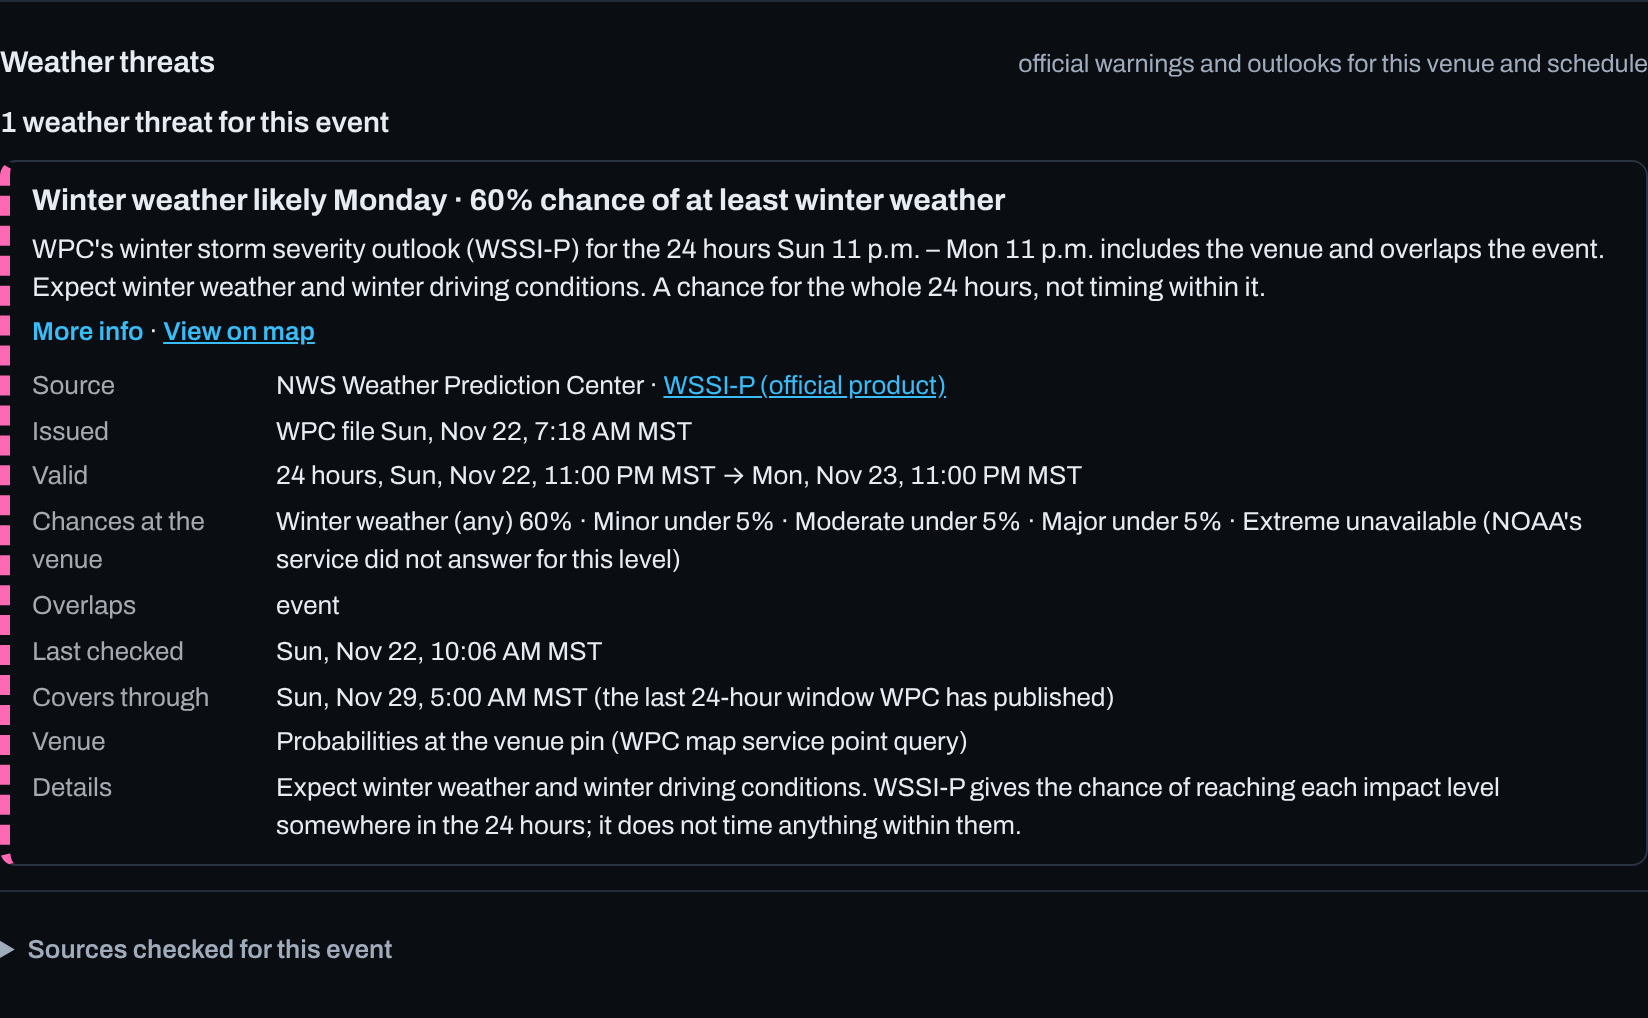 Weather threats
official warnings and outlooks for this venue and schedule
1 weather threat for this event
Winter weather likely Monday · 60% chance of at least winter weather
WPC's winter storm severity outlook (WSSI-P) for the 24 hours Sun 11 p.m. – Mon 11 p.m. includes the venue and overlaps the event.
Expect winter weather and winter driving conditions. A chance for the whole 24 hours, not timing within it.
More info · View on map
Source NWS Weather Prediction Center · WSSI-P (official product)
Issued WPC file Sun, Nov 22, 7:18 AM MST
Valid 24 hours, Sun, Nov 22, 11:00 PM MST → Mon, Nov 23, 11:00 PM MST
Chances at the venue Winter weather (any) 60% · Minor under 5% · Moderate under 5% · Major under 5% · Extreme unavailable (NOAA's
service did not answer for this level)
Overlaps event
Last checked Sun, Nov 22, 10:06 AM MST
Covers through Sun, Nov 29, 5:00 AM MST (the last 24-hour window WPC has published)
Venue Probabilities at the venue pin (WPC map service point query)
Details Expect winter weather and winter driving conditions. WSSI-P gives the chance of reaching each impact level
somewhere in the 24 hours; it does not time anything within them.
Sources checked for this event